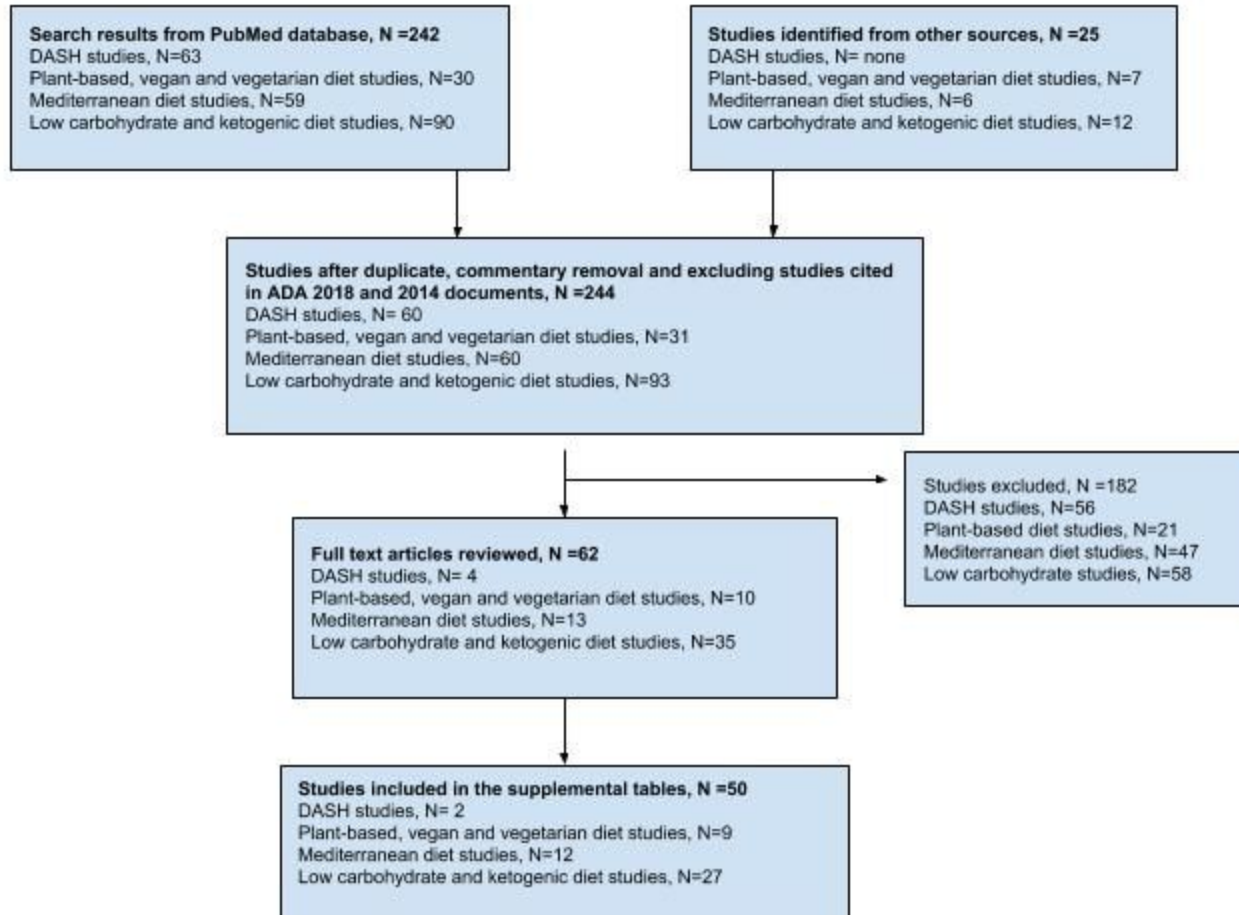 Search results from PubMed database, N =242
DASH studies, N=63
Plant-based, vegan and vegetarian diet studies, N=30
Mediterranean diet studies, N=59
Low carbohydrate and ketogenic diet studies, N=90
Studies identified from other sources, N =25
DASH studies, N= none
Plant-based, vegan and vegetarian diet studies, N=7
Mediterranean diet studies, N=6
Low carbohydrate and ketogenic diet studies, N=12
Studies after duplicate, commentary removal and excluding studies cited
in ADA 2018 and 2014 documents, N =244
DASH studies, N= 60
Plant-based, vegan and vegetarian diet studies, N=31
Mediterranean diet studies, N=60
Low carbohydrate and ketogenic diet studies, N=93
Studies excluded, N =182
DASH studies, N=56
Plant-based diet studies, N=21
Mediterranean diet studies, N=47
Low carbohydrate studies, N=58
Full text articles reviewed, N =62
DASH studies, N= 4
Plant-based, vegan and vegetarian diet studies, N=10
Mediterranean diet studies, N=13
Low carbohydrate and ketogenic diet studies, N=35
Studies included in the supplemental tables, N =50
DASH studies, N= 2
Plant-based, vegan and vegetarian diet studies, N=9
Mediterranean diet studies, N=12
Low carbohydrate and ketogenic diet studies, N=27